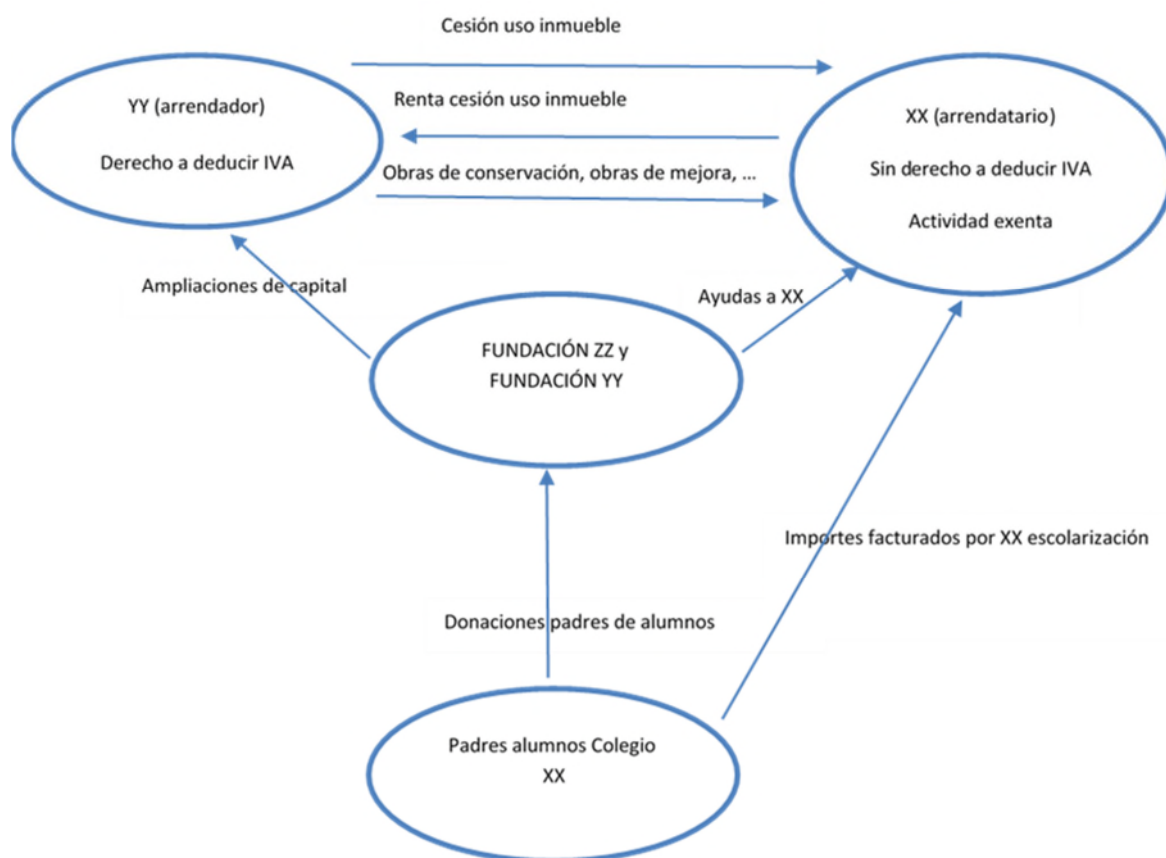 Cesión uso inmueble
YY (arrendador)
Derecho a deducir IVA
Renta cesión uso inmueble
XX (arrendatario)
Sin derecho a deducir IVA
Actividad exenta
Obras de conservación, obras de mejora, ...
Ampliaciones de capital
Ayudas a XX
FUNDACIÓN ZZ y
FUNDACIÓN YY
Importes facturados por XX escolarización
Donaciones padres de alumnos
Padres alumnos Colegio
XX